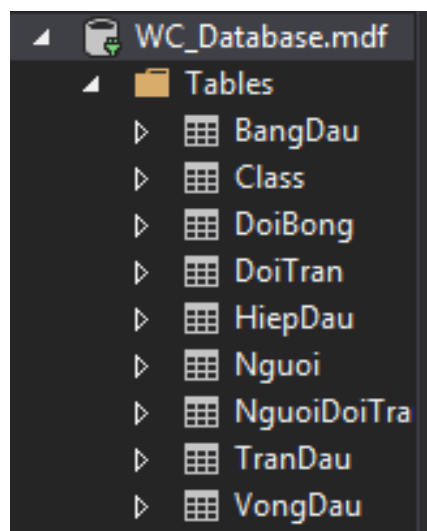 WC_Database.mdf
Tables
BangDau
Class
DoiBong
DoiTran
HiepDau
Nguoi
NguoiDoiTra
TranDau
VongDau